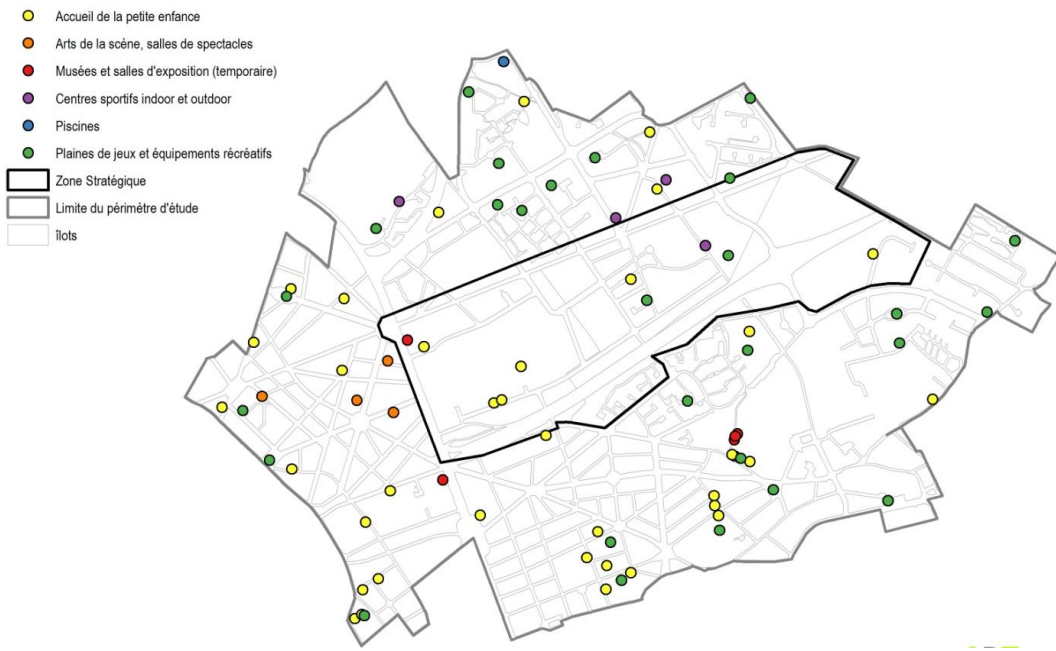 Accueil de la petite enfance
Arts de la scène, salles de spectacles
Musées et salles d'exposition (temporaire)
Centres sportifs indoor et outdoor
Piscines
Plaines de jeux et équipements récréatifs
Zone Stratégique
Limite du périmètre d'étude
îlots